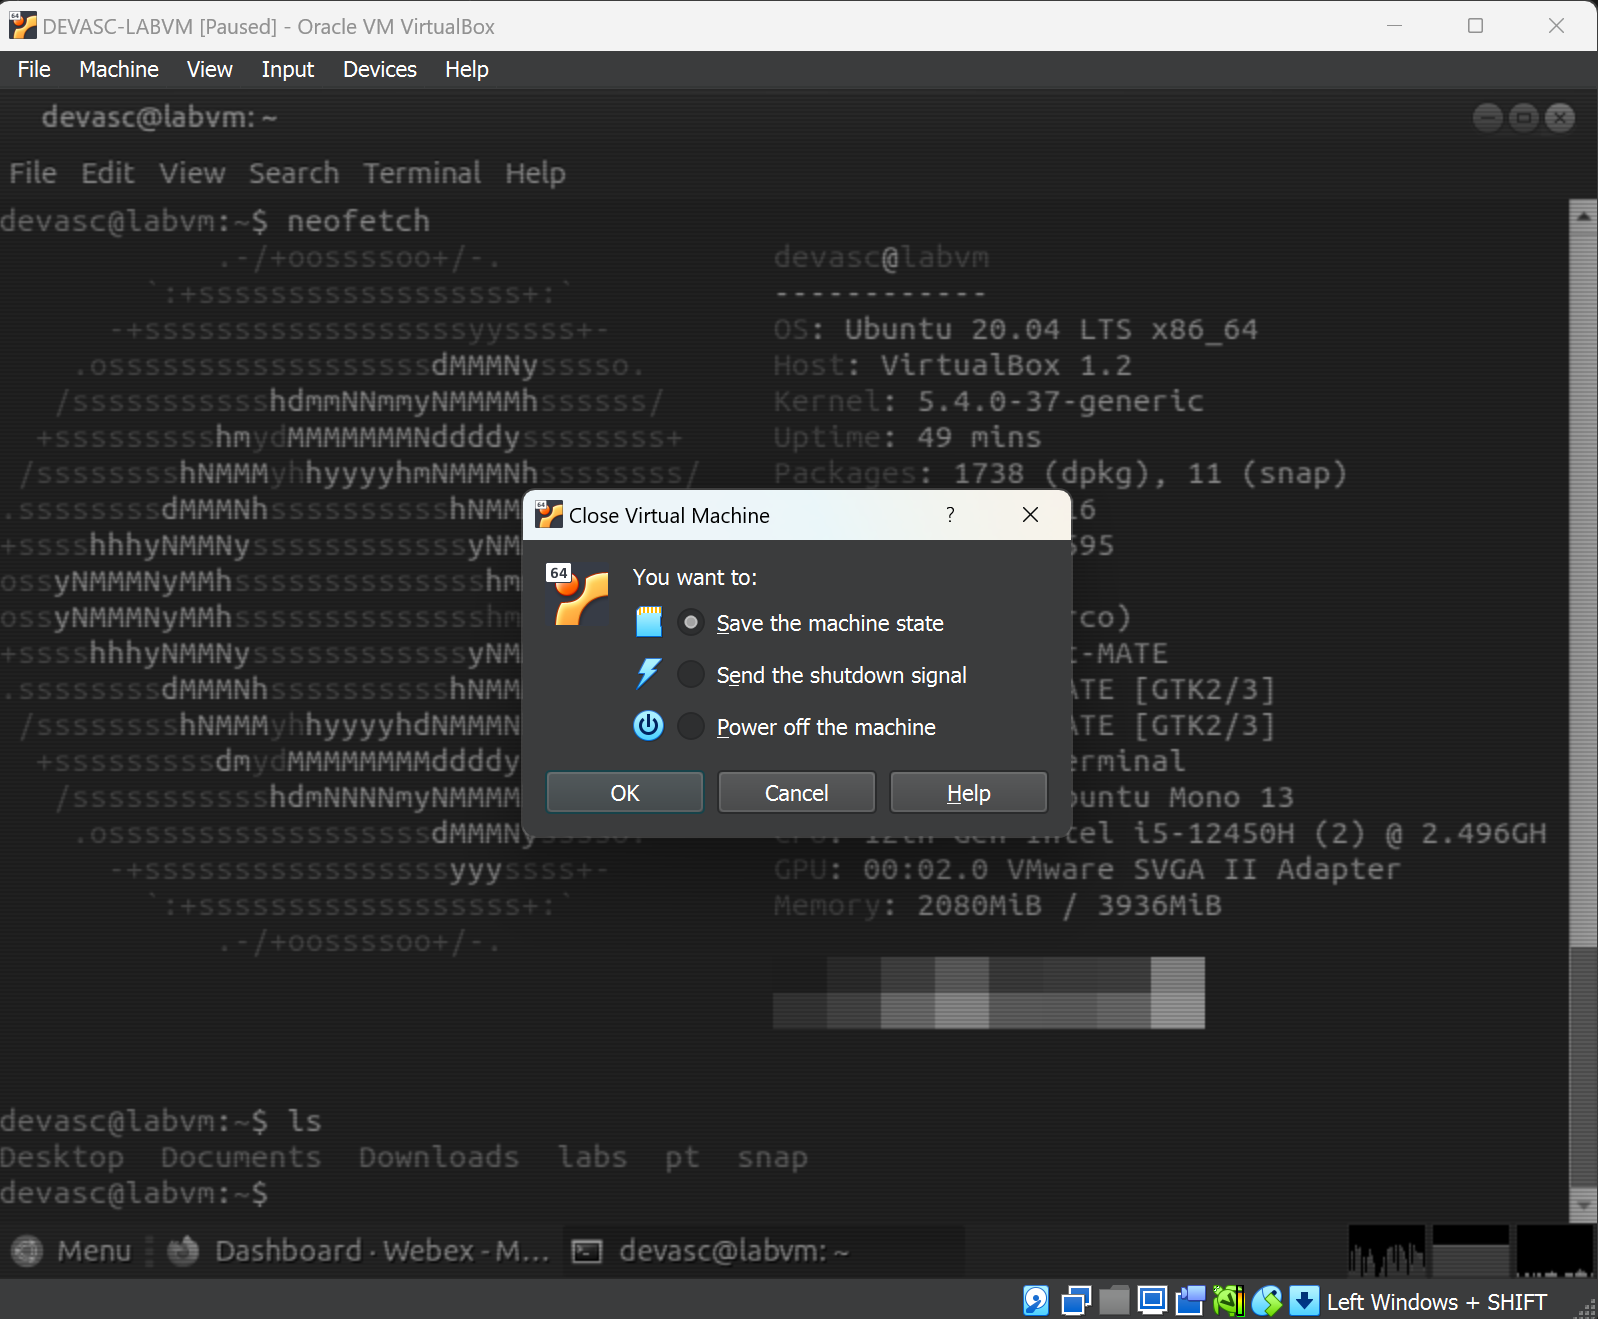 DEVASC-LABVM [Paused] - Oracle VM VirtualBox
File Machine View Input Devices Help
devasc@labvm: ~
File Edit View Search Terminal Help
devasc@labvm:~$ neofetch
.-/+oossssoo+/-.
devasc@labvm
`:+ssssssssssssssssss+:`
------------
-+ssssssssssssssssssyyssss+-
OS: Ubuntu 20.04 LTS x86_64
.ossssssssssssssssssdMMMNysssso.
Host: VirtualBox 1.2
/ssssssssssshdmmNNmmyNMMMMhssssss/
Kernel: 5.4.0-37-generic
+ssssssssshmydMMMMMMMNddddyssssssss+
Uptime: 49 mins
/sssssssshNMMMyhhyyyyhmNMMMNhssssssss/
Packages: 1738 (dpkg), 11 (snap)
.ssssssssdMMMNhsssssssssshNMM
+sssshhhyNMMNyssssssssssssyNM
ossyNMMMNyMMhsssssssssssssshm
ossyNMMMNyMMhsssssssssssssshm
rco)
+sssshhhyNMMNyssssssssssssyNM
-MATE
.ssssssssdMMMNhsssssssssshNMM
TE [GTK2/3]
/sssssssshNMMMyhhyyyyhdNMMMN
TE [GTK2/3]
+sssssssssdmydMMMMMMMMddddy
erminal
/ssssssssssshdmNNNNmyNMMMM
buntu Mono 13
.ossssssssssssssssssdMMMNysssso.
CPU: 12th Gen Intel i5-12450H (2) @ 2.496GH
-+sssssssssssssssssyyyssss+-
GPU: 00:02.0 VMware SVGA II Adapter
`:+ssssssssssssssssss+:`
Memory: 2080MiB / 3936MiB
.-/+oossssoo+/-.
Close Virtual Machine ?
64
You want to:
Save the machine state
Send the shutdown signal
Power off the machine
OK Cancel Help
devasc@labvm:~$ ls
Desktop Documents Downloads labs pt snap
devasc@labvm:~$
Menu Dashboard · Webex - M... devasc@labvm: ~
Left Windows + SHIFT